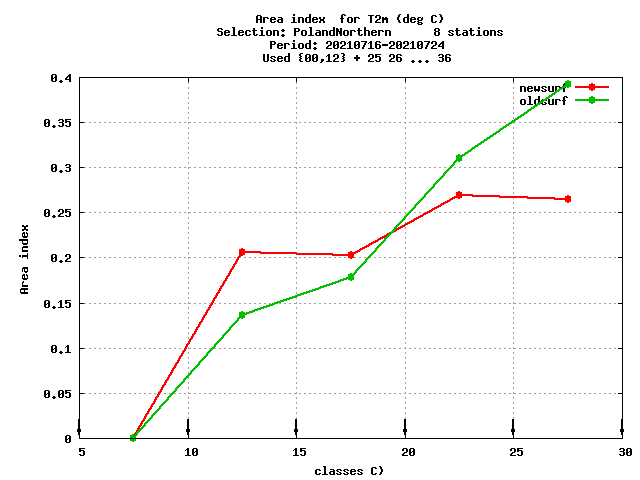 Area index  for T2m (deg C)
Selection: PolandNorthern      8 stations
Period: 20210716-20210724
Used {00,12} + 25 26 ... 36
newsurf
oldsurf
0.4
0.35
0.3
0.25
0.2
0.15
0.1
0.05
0
Area index
5 10 15 20 25 30
classes C)